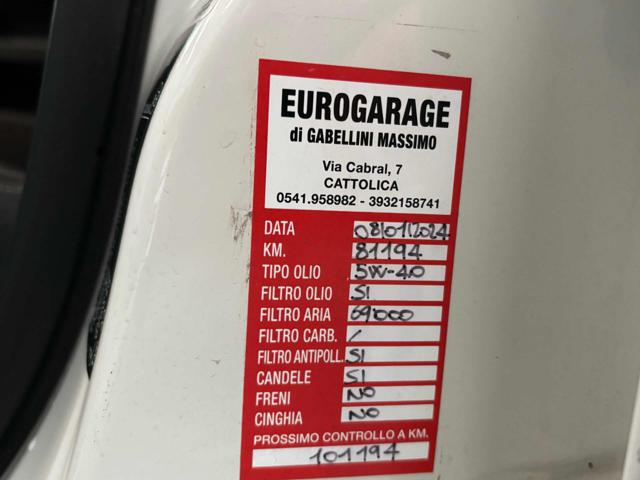 EUROGARAGE
di GABELLINI MASSIMO
Via Cabral, 7
CATTOLICA
0541.958982 - 3932158741
DATA 08/01/2024
KM. 81194
TIPO OLIO 5W-40
FILTRO OLIO SI
FILTRO ARIA 69000
FILTRO CARB. /
FILTRO ANTIPOLL. SI
CANDELE SI
FRENI NO
CINGHIA NO
PROSSIMO CONTROLLO A KM.
101194